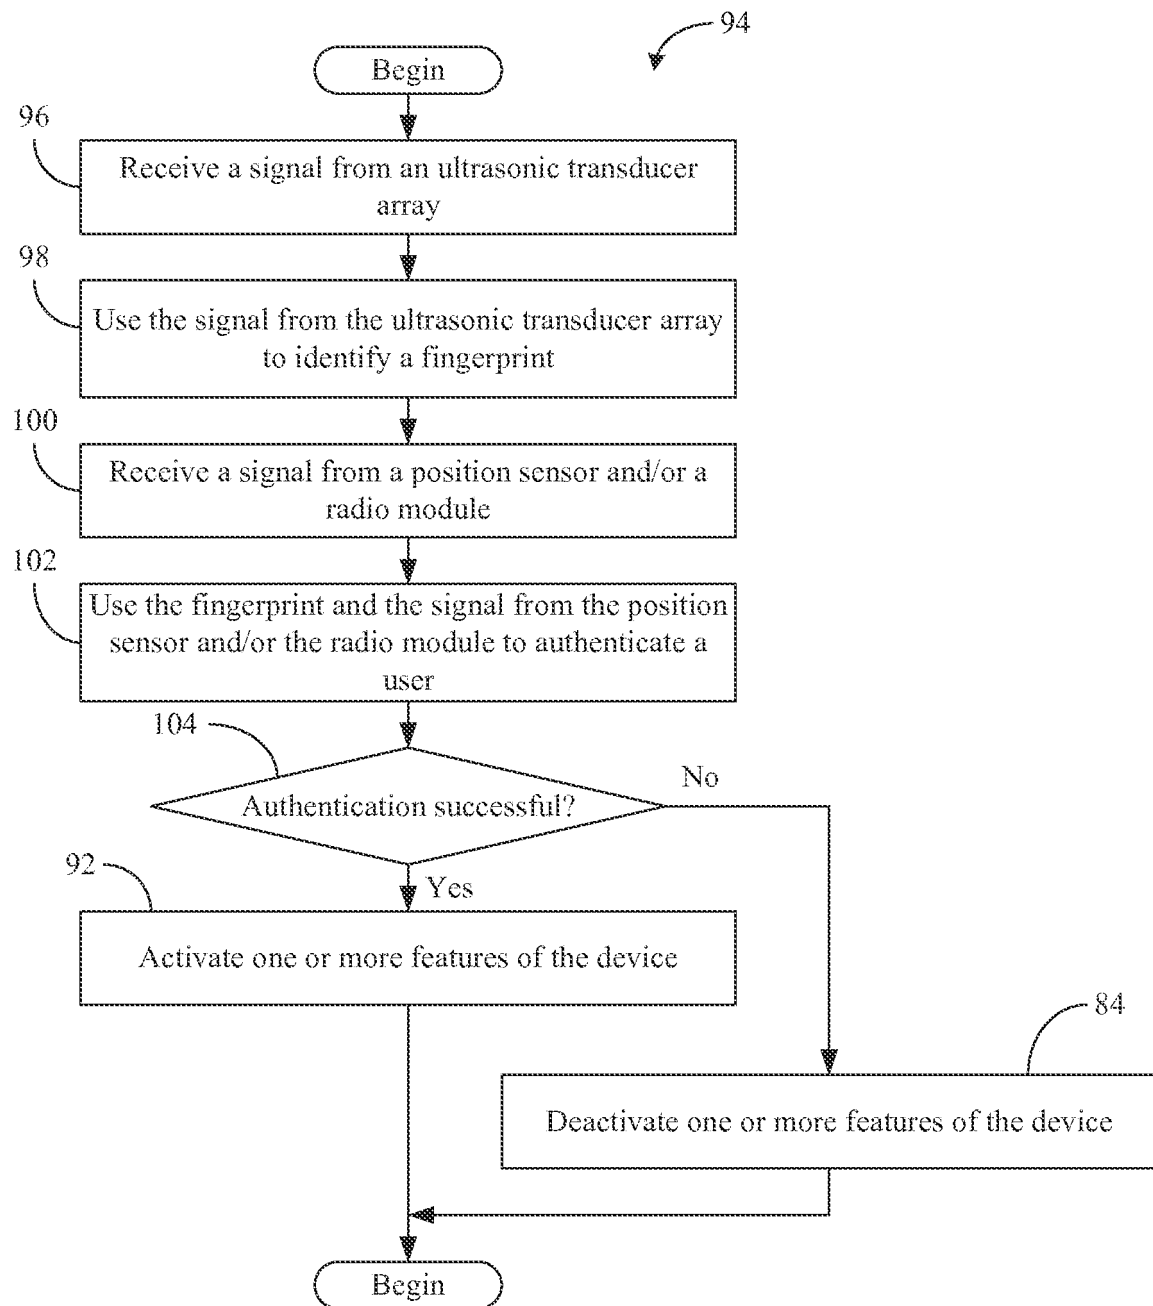 94
Begin
96
Receive a signal from an ultrasonic transducer
array
98
Use the signal from the ultrasonic transducer array
to identify a fingerprint
100
Receive a signal from a position sensor and/or a
radio module
102
Use the fingerprint and the signal from the position
sensor and/or the radio module to authenticate a
user
104
Authentication successful?
No
92
Yes
Activate one or more features of the device
84
Deactivate one or more features of the device
Begin